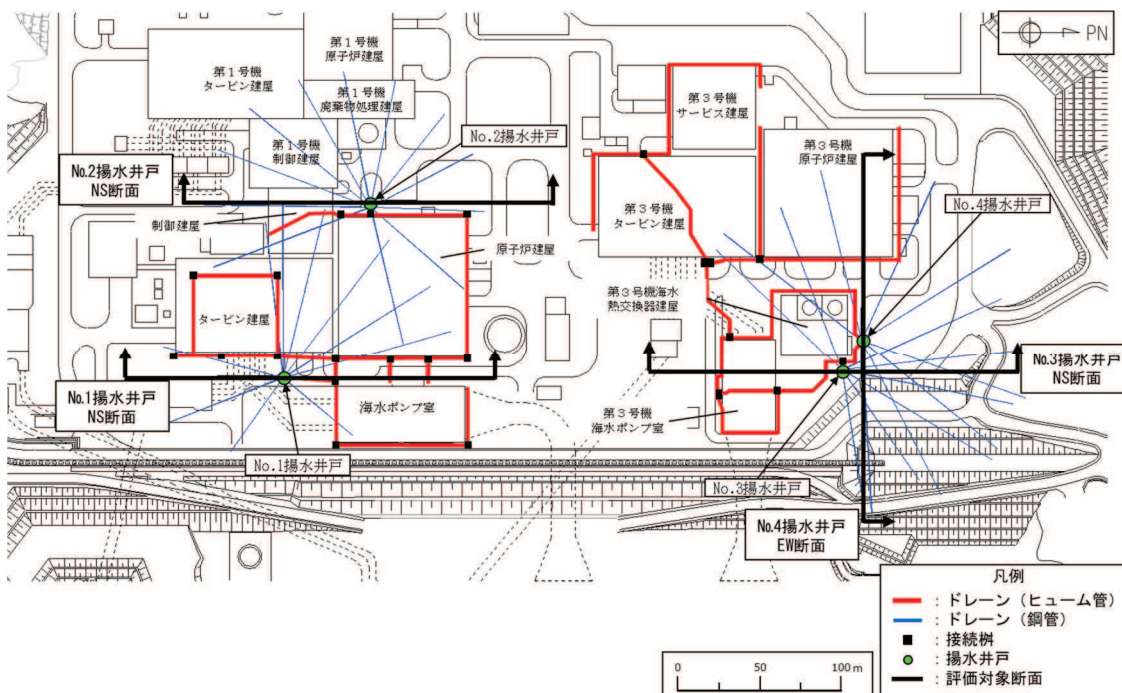 PN
第1号機
原子炉建屋
第1号機
タービン建屋
第1号機
廃棄物処理建屋
第1号機
制御建屋
No.2揚水井戸
No.2揚水井戸
NS断面
制御建屋
原子炉建屋
タービン建屋
No.1揚水井戸
NS断面
海水ポンプ室
No.1揚水井戸
第3号機
サービス建屋
第3号機
原子炉建屋
第3号機
タービン建屋
No.4揚水井戸
第3号機海水
熱交換器建屋
No.3揚水井戸
NS断面
第3号機
海水ポンプ室
No.3揚水井戸
No.4揚水井戸
EW断面
凡例
:ドレーン(ヒューム管)
:ドレーン(鋼管)
:接続桝
:揚水井戸
:評価対象断面
0 50 100m